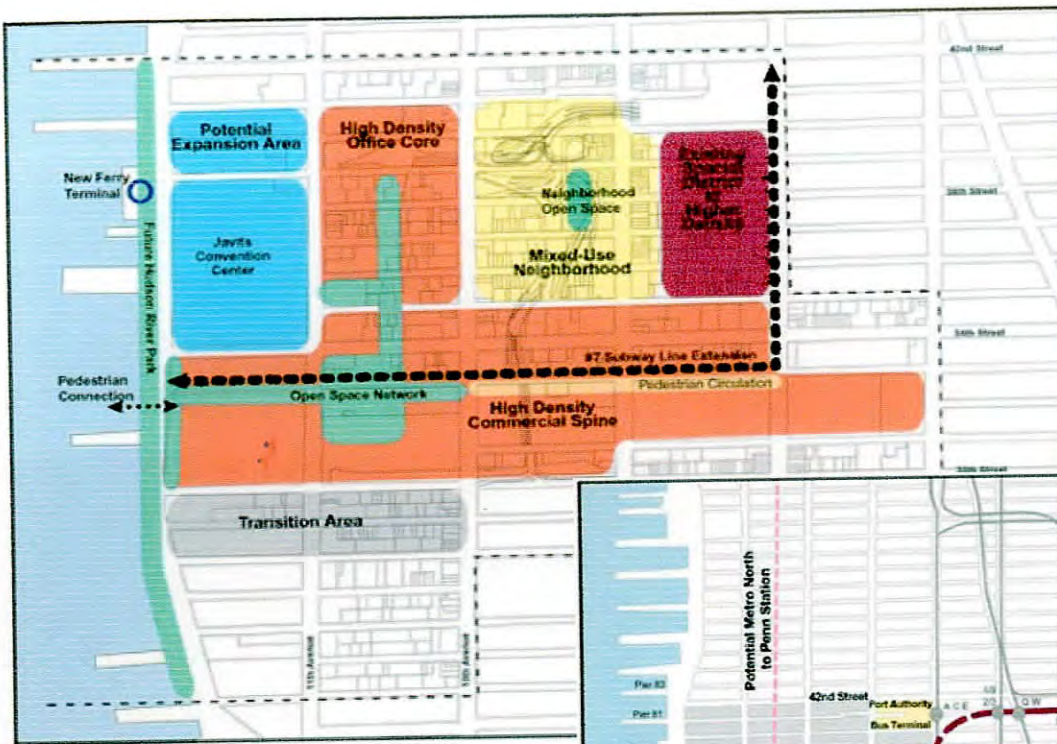 42nd Street
Potential
Expansion Area
High Density
Office Core
New Ferry
Terminal
Neighborhood
Open Space
38th Street
Javits
Convention
Center
Mixed-Use
Neighborhood
Higher
Future Hudson River Park
34th Street
#7 Subway Line Extension
Pedestrian
Connection
Pedestrian Circulation
Open Space Network
High Density
Commercial Spine
Transition Area
11th Avenue
10th Avenue
Potential Metro North
to Penn Station
Pier 83
42nd Street
Pier 81
Port Authority
Bus Terminal
A C E
2/3